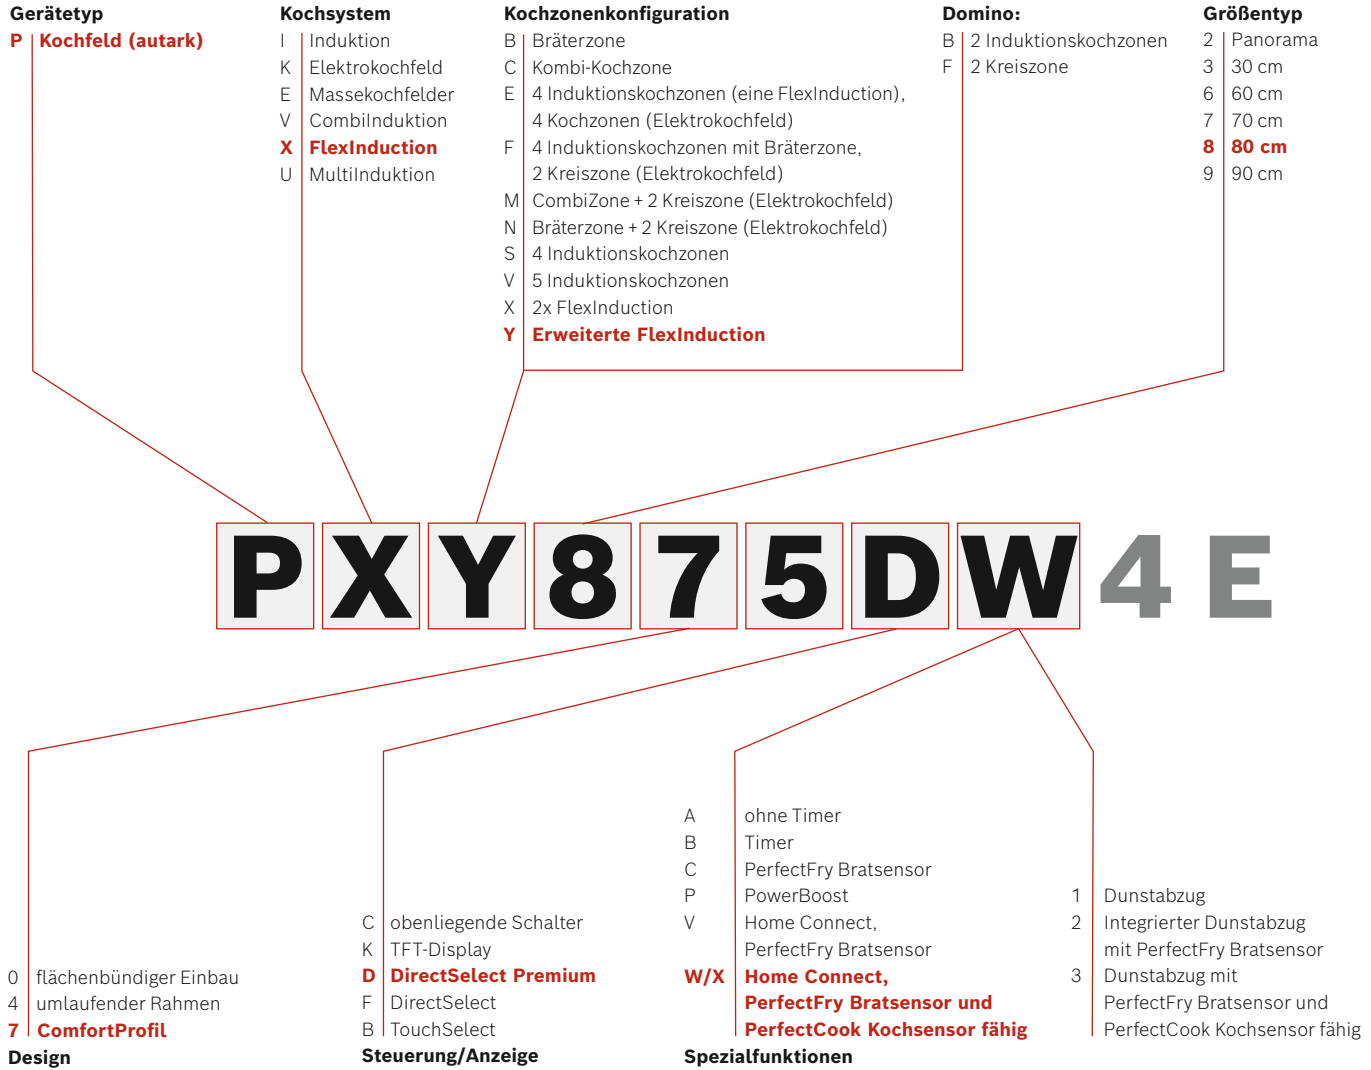 Gerätetyp
P Kochfeld (autark)
Kochsystem
I Induktion
K Elektrokochfeld
E Massekochfelder
V CombiInduktion
X FlexInduction
U MultiInduktion
Kochzonenkonfiguration
B Bräterzone
C Kombi-Kochzone
E 4 Induktionskochzonen (eine FlexInduction),
4 Kochzonen (Elektrokochfeld)
F 4 Induktionskochzonen mit Bräterzone,
2 Kreiszone (Elektrokochfeld)
M CombiZone + 2 Kreiszone (Elektrokochfeld)
N Bräterzone + 2 Kreiszone (Elektrokochfeld)
S 4 Induktionskochzonen
V 5 Induktionskochzonen
X 2x FlexInduction
Y Erweiterte FlexInduction
Domino:
B 2 Induktionskochzonen
F 2 Kreiszone
Größentyp
2 Panorama
3 30 cm
6 60 cm
7 70 cm
8 80 cm
9 90 cm
P X Y 8 7 5 D W 4 E
0 flächenbündiger Einbau
4 umlaufender Rahmen
7 ComfortProfil
Design
C obenliegende Schalter
K TFT-Display
D DirectSelect Premium
F DirectSelect
B TouchSelect
Steuerung/Anzeige
A ohne Timer
B Timer
C PerfectFry Bratsensor
P PowerBoost
V Home Connect,
PerfectFry Bratsensor
W/X Home Connect,
PerfectFry Bratsensor und
PerfectCook Kochsensor fähig
Spezialfunktionen
1 Dunstabzug
2 Integrierter Dunstabzug
mit PerfectFry Bratsensor
3 Dunstabzug mit
PerfectFry Bratsensor und
PerfectCook Kochsensor fähig